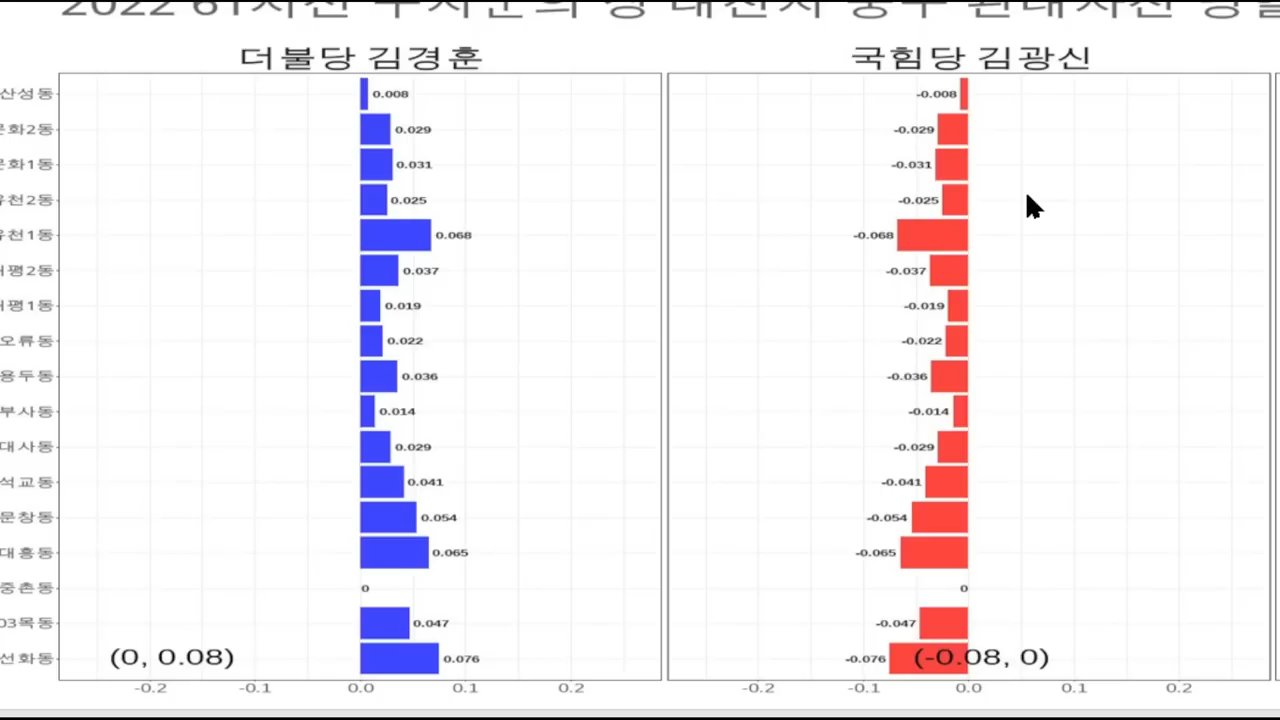 더불당 김경훈
국힘당 김광신
산성동 0.008 -0.008
화2동 0.029 -0.029
화1동 0.031 -0.031
천2동 0.025 -0.025
천1동 0.068 -0.068
평2동 0.037 -0.037
평1동 0.019 -0.019
오류동 0.022 -0.022
용두동 0.036 -0.036
부사동 0.014 -0.014
대사동 0.029 -0.029
석교동 0.041 -0.041
문창동 0.054 -0.054
대흥동 0.065 -0.065
중촌동 0 0
03목동 0.047 -0.047
선화동 (0, 0.08) 0.076 -0.076 (-0.08, 0)
-0.2 -0.1 0.0 0.1 0.2 -0.2 -0.1 0.0 0.1 0.2